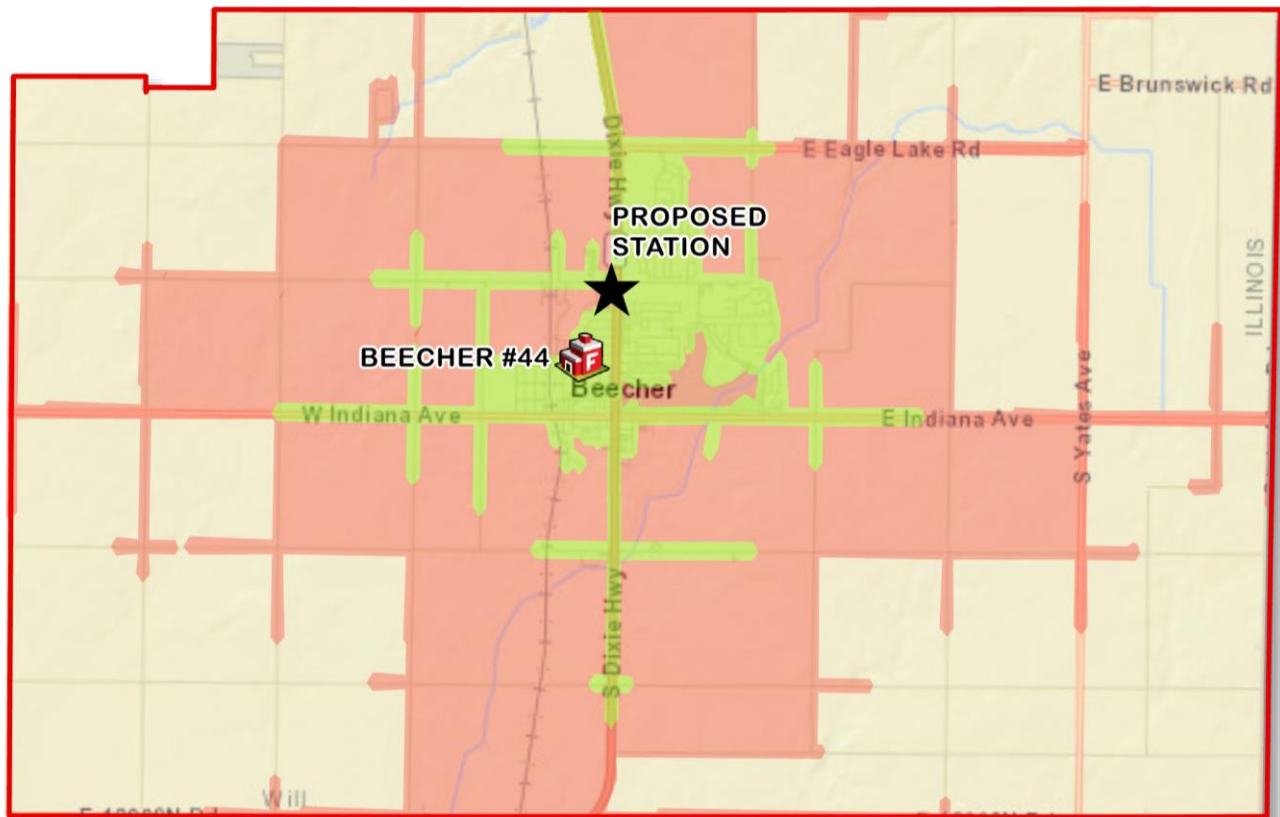 E Brunswick Rd
E Eagle Lake Rd
Dixie Hwy
PROPOSED
STATION
ILLINOIS
BEECHER #44
F
Beecher
W Indiana Ave
E Indiana Ave
S Yates Ave
S Dixie Hwy
Will